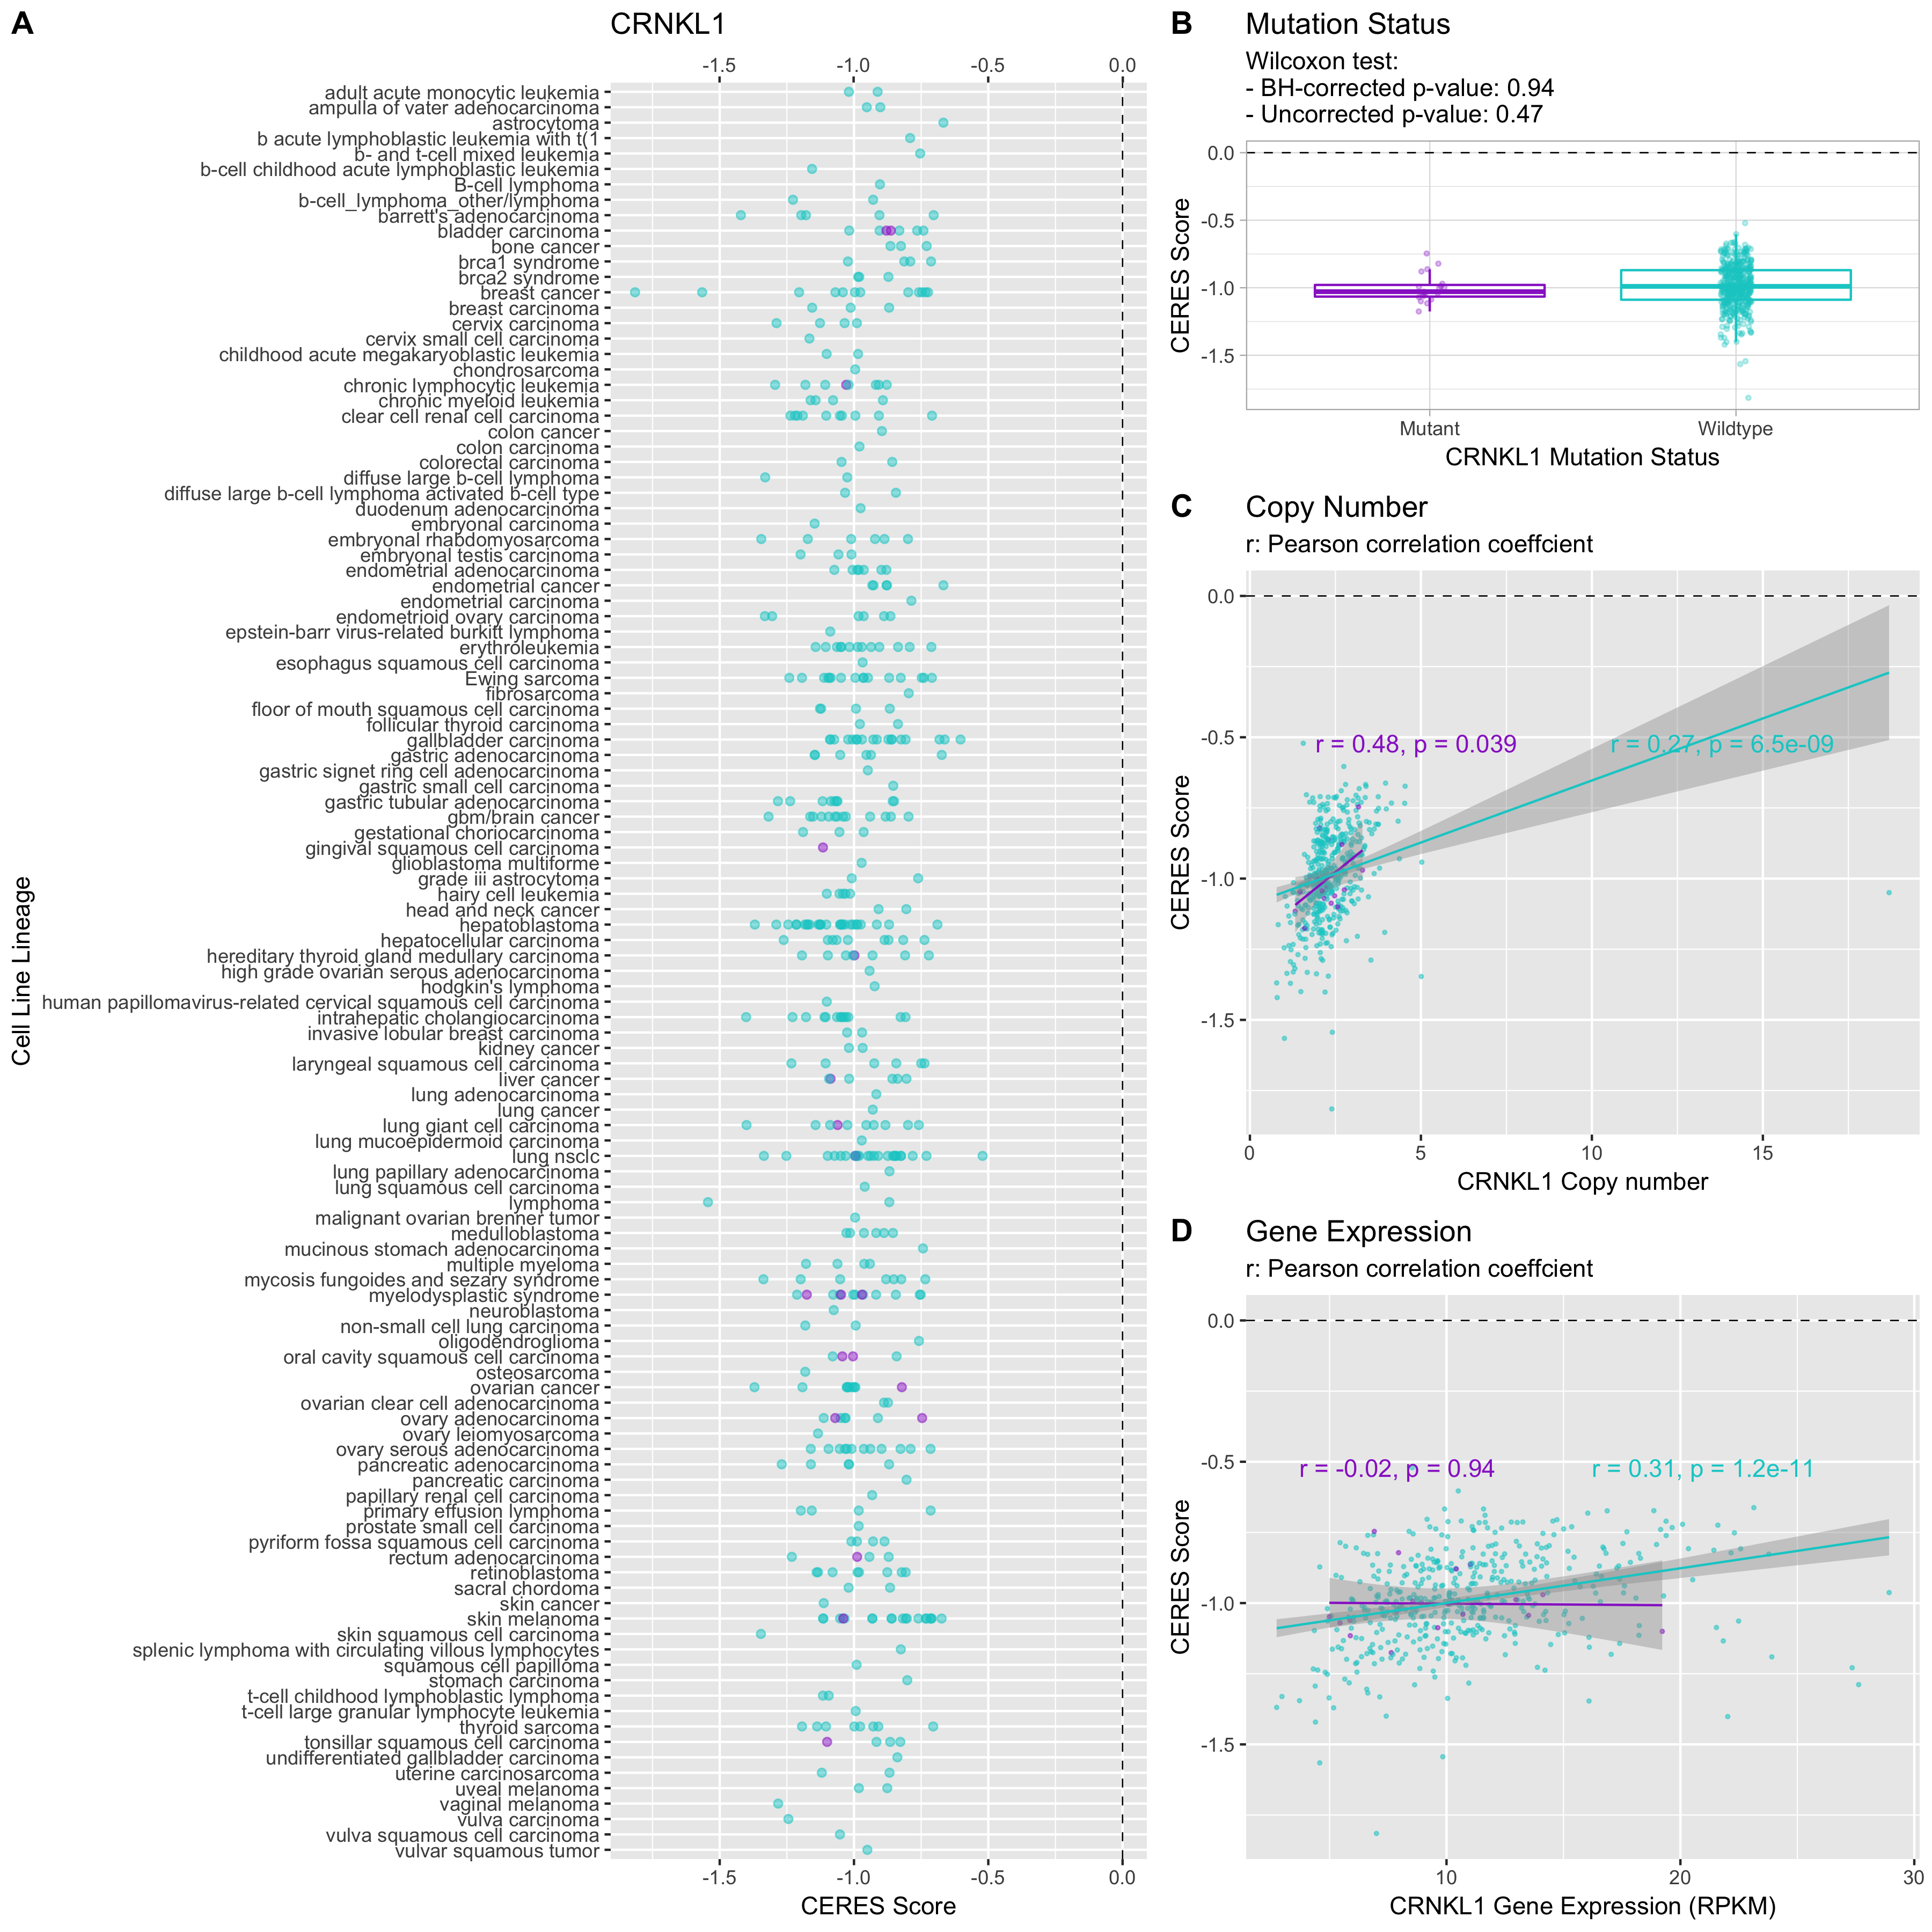 A
CRNKL1
-1.5 -1.0 -0.5 0.0
Cell Line Lineage
adult acute monocytic leukemia
ampulla of vater adenocarcinoma
astrocytoma
b acute lymphoblastic leukemia with t(1
b- and t-cell mixed leukemia
b-cell childhood acute lymphoblastic leukemia
B-cell lymphoma
b-cell_lymphoma_other/lymphoma
barrett's adenocarcinoma
bladder carcinoma
bone cancer
brca1 syndrome
brca2 syndrome
breast cancer
breast carcinoma
cervix carcinoma
cervix small cell carcinoma
childhood acute megakaryoblastic leukemia
chondrosarcoma
chronic lymphocytic leukemia
chronic myeloid leukemia
clear cell renal cell carcinoma
colon cancer
colon carcinoma
colorectal carcinoma
diffuse large b-cell lymphoma
diffuse large b-cell lymphoma activated b-cell type
duodenum adenocarcinoma
embryonal carcinoma
embryonal rhabdomyosarcoma
embryonal testis carcinoma
endometrial adenocarcinoma
endometrial cancer
endometrial carcinoma
endometrioid ovary carcinoma
epstein-barr virus-related burkitt lymphoma
erythroleukemia
esophagus squamous cell carcinoma
Ewing sarcoma
fibrosarcoma
floor of mouth squamous cell carcinoma
follicular thyroid carcinoma
gallbladder carcinoma
gastric adenocarcinoma
gastric signet ring cell adenocarcinoma
gastric small cell carcinoma
gastric tubular adenocarcinoma
gbm/brain cancer
gestational choriocarcinoma
gingival squamous cell carcinoma
glioblastoma multiforme
grade iii astrocytoma
hairy cell leukemia
head and neck cancer
hepatoblastoma
hepatocellular carcinoma
hereditary thyroid gland medullary carcinoma
high grade ovarian serous adenocarcinoma
hodgkin's lymphoma
human papillomavirus-related cervical squamous cell carcinoma
intrahepatic cholangiocarcinoma
invasive lobular breast carcinoma
kidney cancer
laryngeal squamous cell carcinoma
liver cancer
lung adenocarcinoma
lung cancer
lung giant cell carcinoma
lung mucoepidermoid carcinoma
lung nsclc
lung papillary adenocarcinoma
lung squamous cell carcinoma
lymphoma
malignant ovarian brenner tumor
medulloblastoma
mucinous stomach adenocarcinoma
multiple myeloma
mycosis fungoides and sezary syndrome
myelodysplastic syndrome
neuroblastoma
non-small cell lung carcinoma
oligodendroglioma
oral cavity squamous cell carcinoma
osteosarcoma
ovarian cancer
ovarian clear cell adenocarcinoma
ovary adenocarcinoma
ovary leiomyosarcoma
ovary serous adenocarcinoma
pancreatic adenocarcinoma
pancreatic carcinoma
papillary renal cell carcinoma
primary effusion lymphoma
prostate small cell carcinoma
pyriform fossa squamous cell carcinoma
rectum adenocarcinoma
retinoblastoma
sacral chordoma
skin cancer
skin melanoma
skin squamous cell carcinoma
splenic lymphoma with circulating villous lymphocytes
squamous cell papilloma
stomach carcinoma
t-cell childhood lymphoblastic lymphoma
t-cell large granular lymphocyte leukemia
thyroid sarcoma
tonsillar squamous cell carcinoma
undifferentiated gallbladder carcinoma
uterine carcinosarcoma
uveal melanoma
vaginal melanoma
vulva carcinoma
vulva squamous cell carcinoma
vulvar squamous tumor
-1.5 -1.0 -0.5 0.0
CERES Score
B
Mutation Status
Wilcoxon test:
- BH-corrected p-value: 0.94
- Uncorrected p-value: 0.47
CERES Score
0.0
-0.5
-1.0
-1.5
Mutant Wildtype
CRNKL1 Mutation Status
C
Copy Number
r: Pearson correlation coeffcient
CERES Score
0.0
-0.5
-1.0
-1.5
r = 0.48, p = 0.039 r = 0.27, p = 6.5e-09
0 5 10 15
CRNKL1 Copy number
D
Gene Expression
r: Pearson correlation coeffcient
CERES Score
0.0
-0.5
-1.0
-1.5
r = -0.02, p = 0.94 r = 0.31, p = 1.2e-11
10 20 30
CRNKL1 Gene Expression (RPKM)